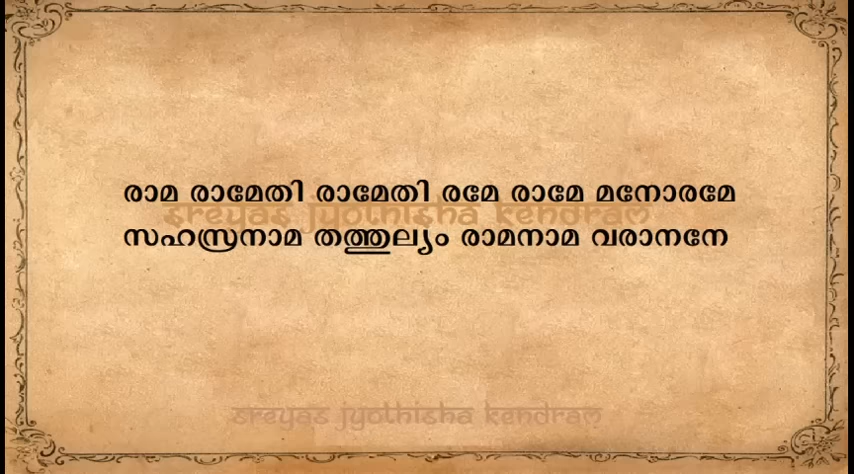 രാമ രാമേതി രാമേതി രമേ രാമേ മനോരമേ
sreyas jyothisha kendram
സഹസ്രനാമ തത്തുല്യം രാമനാമ വരാനനേ
sreyas jyothisha kendram